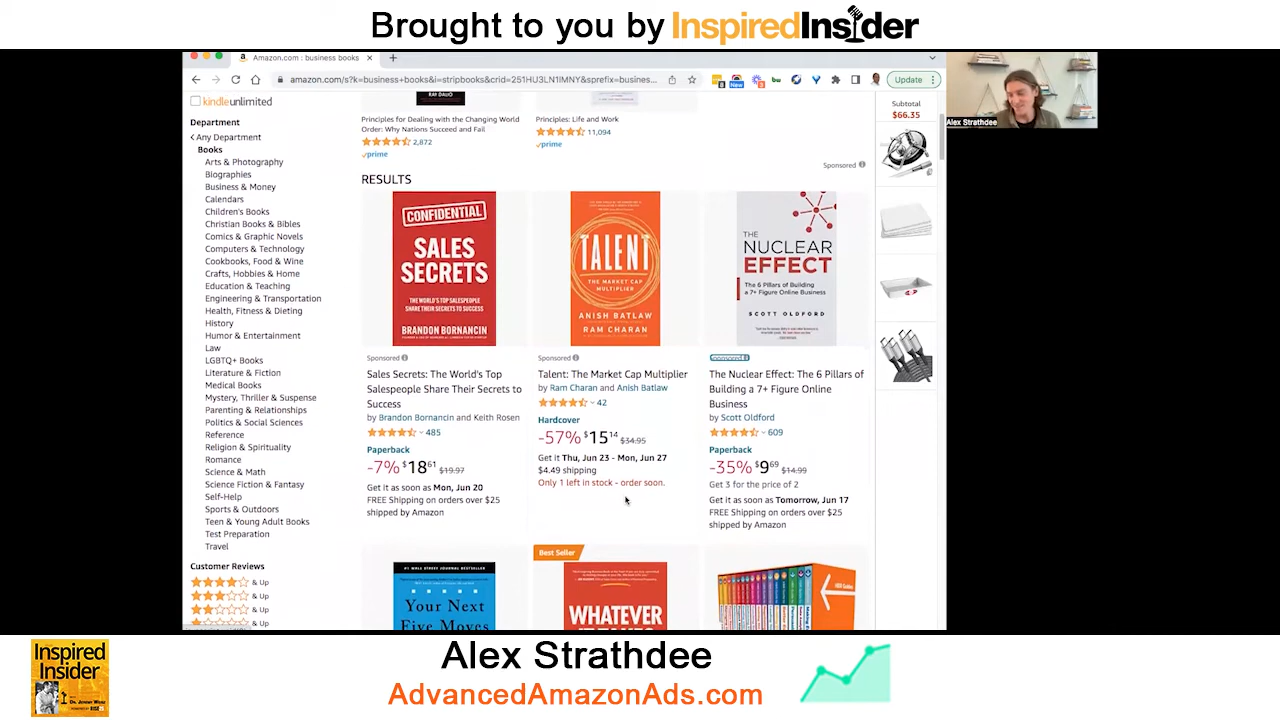 Brought to you by InspiredInsider
Amazon.com : business books
amazon.com/s?k=business+books&i=stripbooks&crid=251HU3LN1IMNY&sprefix=busines...
New
Update
kindleunlimited
Department
Any Department
Books
Arts & Photography
Biographies
Business & Money
Calendars
Children's Books
Christian Books & Bibles
Comics & Graphic Novels
Computers & Technology
Cookbooks, Food & Wine
Crafts, Hobbies & Home
Education & Teaching
Engineering & Transportation
Health, Fitness & Dieting
History
Humor & Entertainment
Law
LGBTQ+ Books
Literature & Fiction
Medical Books
Mystery, Thriller & Suspense
Parenting & Relationships
Politics & Social Sciences
Reference
Religion & Spirituality
Romance
Science & Math
Science Fiction & Fantasy
Self-Help
Sports & Outdoors
Teen & Young Adult Books
Test Preparation
Travel
Customer Reviews
& Up
& Up
& Up
& Up
RAY DALIO
Principles for Dealing with the Changing World
Order: Why Nations Succeed and Fail
2,872
prime
Principles: Life and Work
11,094
prime
Sponsored
RESULTS
CONFIDENTIAL
SALES
SECRETS
THE WORLD'S TOP SALESPEOPLE
SHARE THEIR SECRETS TO SUCCESS
BRANDON BORNANCIN
Sponsored
Sales Secrets: The World's Top
Salespeople Share Their Secrets to
Success
by Brandon Bornancin and Keith Rosen
485
Paperback
-7% $18 61 $19.97
Get it as soon as Mon, Jun 20
FREE Shipping on orders over $25
shipped by Amazon
TALENT
THE MARKET CAP
MULTIPLIER
ANISH BATLAW
RAM CHARAN
Sponsored
Talent: The Market Cap Multiplier
by Ram Charan and Anish Batlaw
42
Hardcover
-57% $15 14 $34.95
Get it Thu, Jun 23 - Mon, Jun 27
$4.49 shipping
Only 1 left in stock - order soon.
THE
NUCLEAR
EFFECT
The 6 Pillars of Building
a 7+ Figure Online
Business
SCOTT OLDFORD
Sponsored
The Nuclear Effect: The 6 Pillars of
Building a 7+ Figure Online
Business
by Scott Oldford
609
Paperback
-35% $9 69 $14.99
Get 3 for the price of 2
Get it as soon as Tomorrow, Jun 17
FREE Shipping on orders over $25
shipped by Amazon
#1 WALL STREET JOURNAL BESTSELLER
Your Next
Five Moves
Best Seller
WHATEVER
Subtotal
$66.35
Alex Strathdee
Inspired
Insider
Alex Strathdee
AdvancedAmazonAds.com